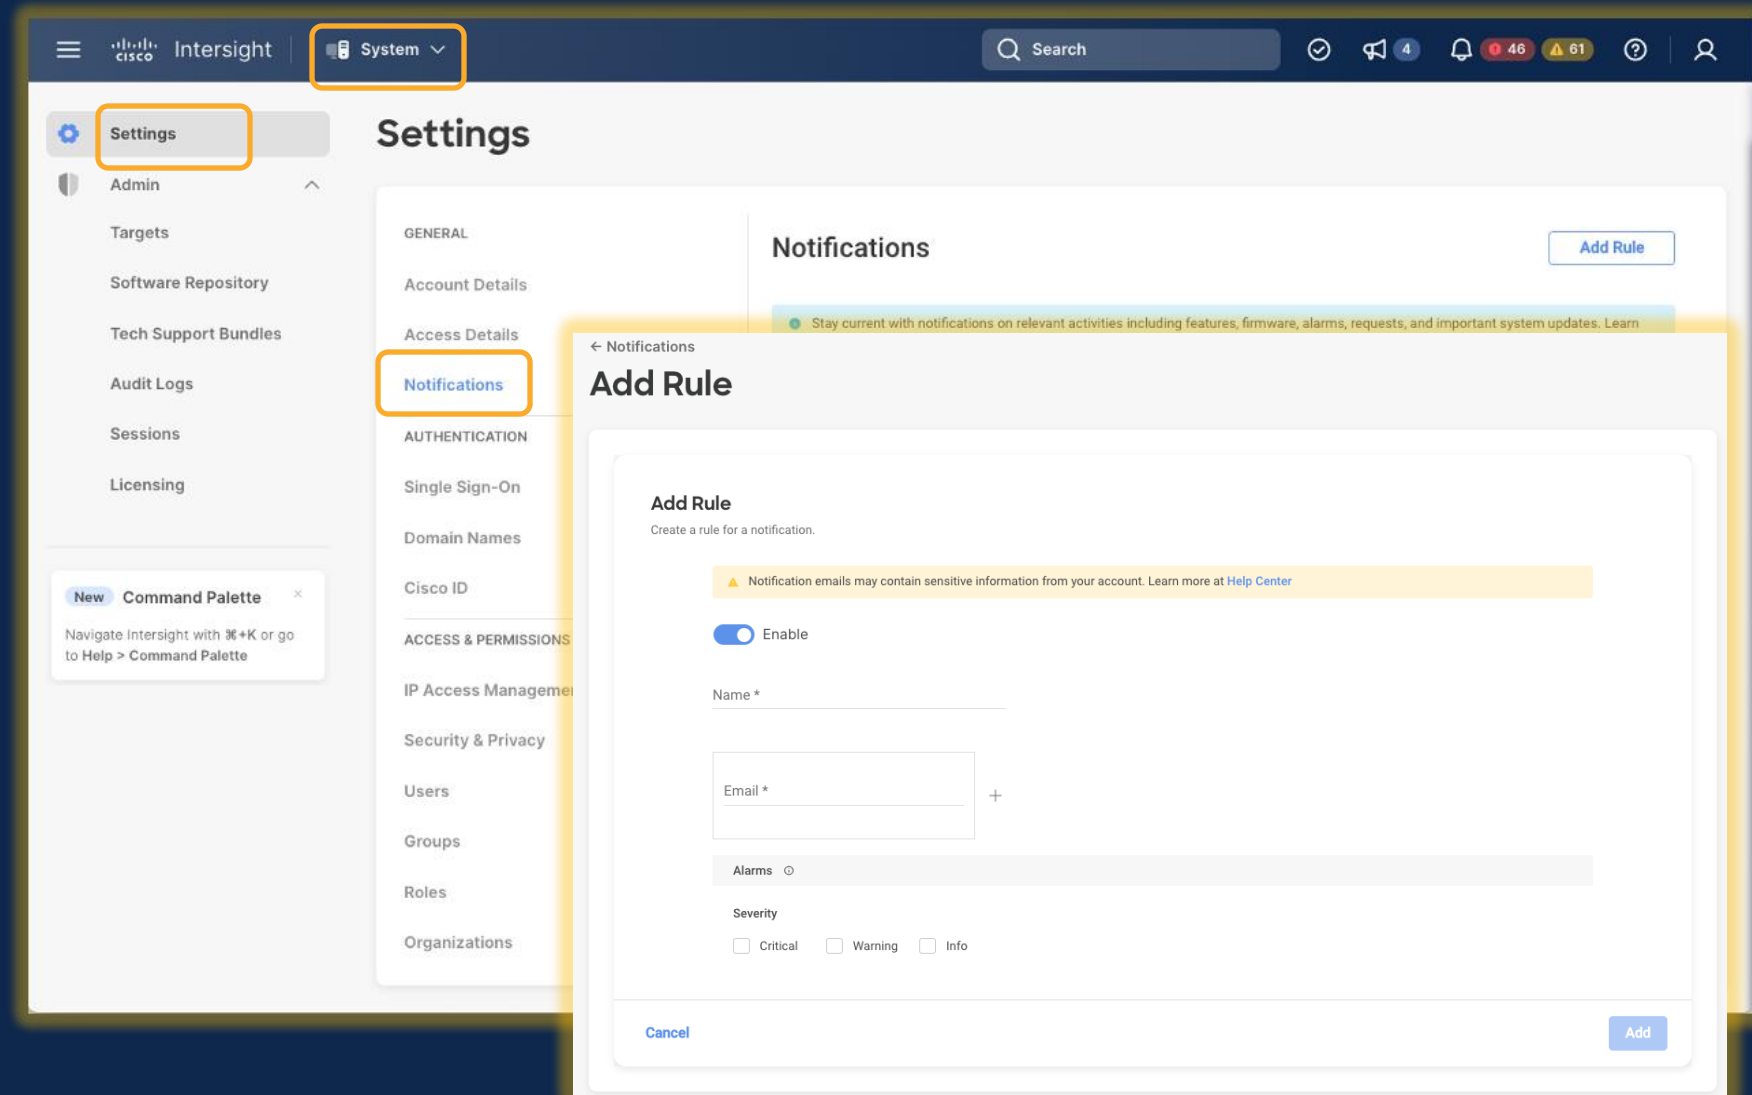 cisco Intersight System Search 4 46 61
Settings
Admin
Targets
Software Repository
Tech Support Bundles
Audit Logs
Sessions
Licensing
New Command Palette ×
Navigate Intersight with ⌘+K or go
to Help > Command Palette
Settings
GENERAL
Account Details
Access Details
Notifications
AUTHENTICATION
Single Sign-On
Domain Names
Cisco ID
ACCESS & PERMISSIONS
IP Access Manageme
Security & Privacy
Users
Groups
Roles
Organizations
Notifications
Add Rule
Stay current with notifications on relevant activities including features, firmware, alarms, requests, and important system updates. Learn
← Notifications
Add Rule
Add Rule
Create a rule for a notification.
Notification emails may contain sensitive information from your account. Learn more at Help Center
Enable
Name *
Email *
+
Alarms
Severity
Critical Warning Info
Cancel Add